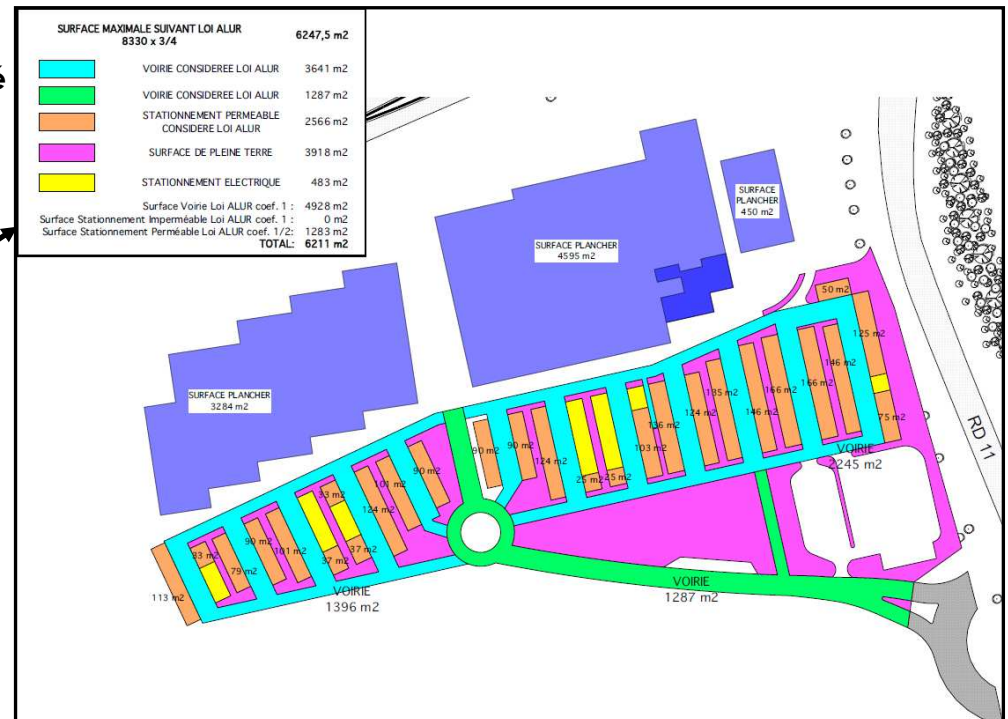 é
SURFACE MAXIMALE SUIVANT LOI ALUR
8330 x 3/4
6247,5 m2
VOIRIE CONSIDEREE LOI ALUR 3641 m2
VOIRIE CONSIDEREE LOI ALUR 1287 m2
STATIONNEMENT PERMEABLE
CONSIDERE LOI ALUR
2566 m2
SURFACE DE PLEINE TERRE 3918 m2
STATIONNEMENT ELECTRIQUE 483 m2
Surface Voirie Loi ALUR coef. 1 : 4928 m2
Surface Stationnement Imperméable Loi ALUR coef. 1 : 0 m2
Surface Stationnement Perméable Loi ALUR coef. 1/2: 1283 m2
TOTAL: 6211 m2
SURFACE
PLANCHER
450 m2
SURFACE PLANCHER
4595 m2
SURFACE PLANCHER
3284 m2
50 m2
125 m2
146 m2
166 m2
166 m2
146 m2
135 m2
124 m2
136 m2
103 m2
75 m2
RD 11
VOIRIE
2245 m2
25 m2
25 m2
124 m2
90 m2
90 m2
90 m2
101 m2
124 m2
33 m2
37 m2
37 m2
90 m2
101 m2
33 m2
79 m2
113 m2
VOIRIE
1396 m2
VOIRIE
1287 m2